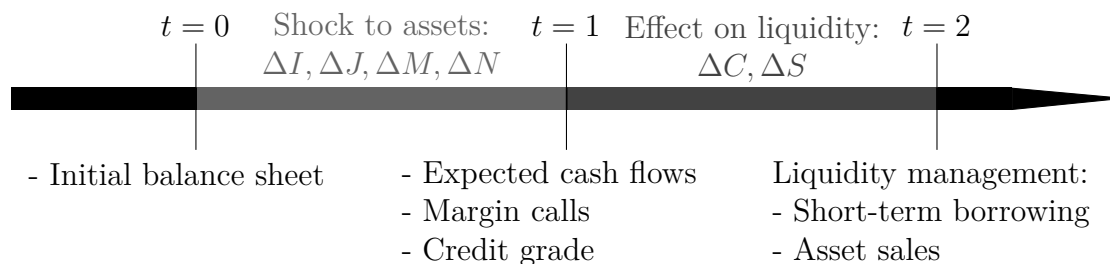 t = 0
Shock to assets:
ΔI, ΔJ, ΔM, ΔN
t = 1
Effect on liquidity:
ΔC, ΔS
t = 2
- Initial balance sheet
- Expected cash flows
- Margin calls
- Credit grade
Liquidity management:
- Short-term borrowing
- Asset sales